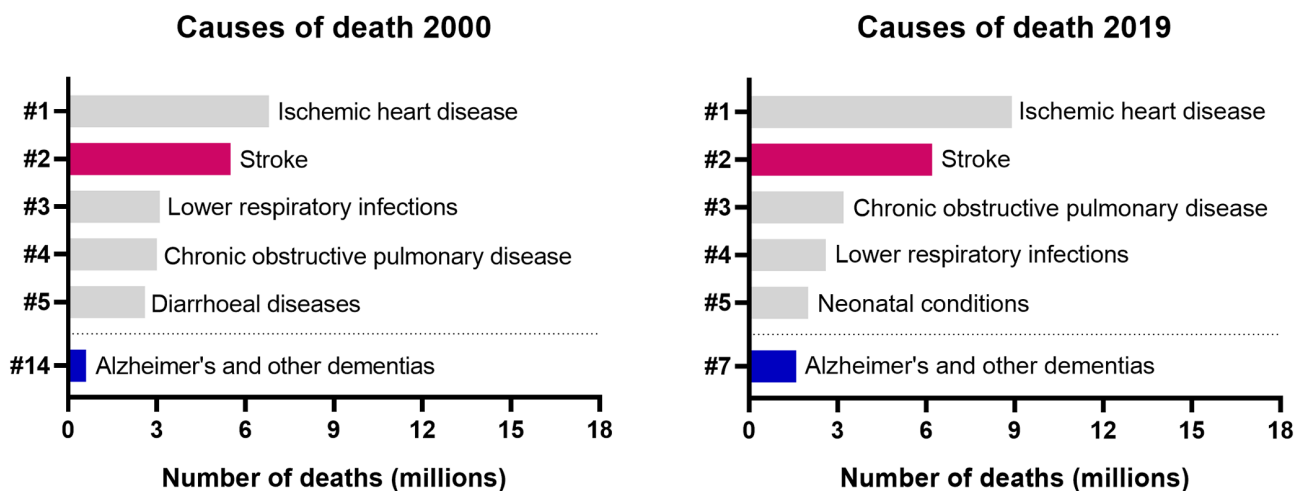 Causes of death 2000
#1 Ischemic heart disease
#2 Stroke
#3 Lower respiratory infections
#4 Chronic obstructive pulmonary disease
#5 Diarrhoeal diseases
#14 Alzheimer's and other dementias
0 3 6 9 12 15 18
Number of deaths (millions)
Causes of death 2019
#1 Ischemic heart disease
#2 Stroke
#3 Chronic obstructive pulmonary disease
#4 Lower respiratory infections
#5 Neonatal conditions
#7 Alzheimer's and other dementias
0 3 6 9 12 15 18
Number of deaths (millions)